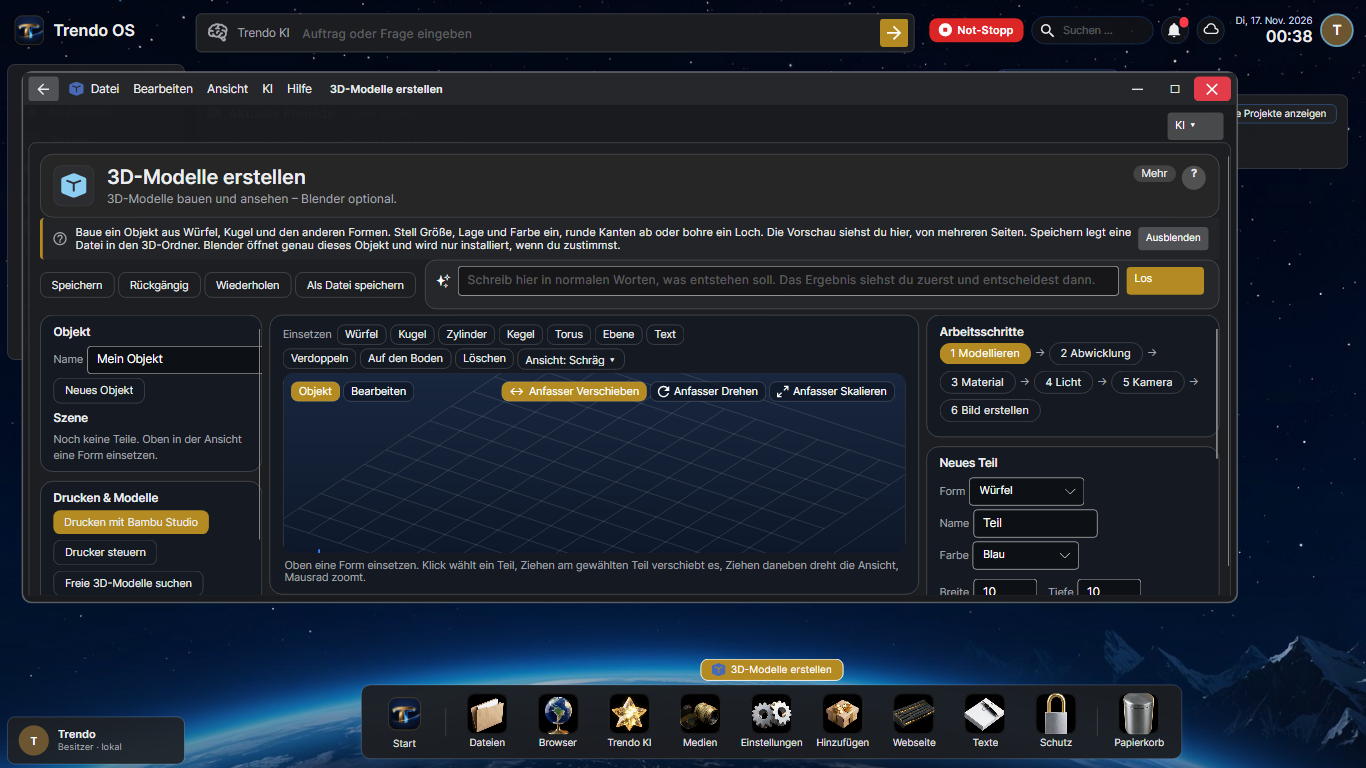 Trendo OS
Trendo KI Auftrag oder Frage eingeben
Not-Stopp
Suchen ...
Di, 17. Nov. 2026
00:38
T
Datei Bearbeiten Ansicht KI Hilfe 3D-Modelle erstellen
KI
e Projekte anzeigen
3D-Modelle erstellen
3D-Modelle bauen und ansehen – Blender optional.
Mehr ?
Baue ein Objekt aus Würfel, Kugel und den anderen Formen. Stell Größe, Lage und Farbe ein, runde Kanten ab oder bohre ein Loch. Die Vorschau siehst du hier, von mehreren Seiten. Speichern legt eine
Datei in den 3D-Ordner. Blender öffnet genau dieses Objekt und wird nur installiert, wenn du zustimmst.
Ausblenden
Speichern Rückgängig Wiederholen Als Datei speichern
Schreib hier in normalen Worten, was entstehen soll. Das Ergebnis siehst du zuerst und entscheidest dann.
Los
Objekt
Name Mein Objekt
Neues Objekt
Szene
Noch keine Teile. Oben in der Ansicht
eine Form einsetzen.
Drucken & Modelle
Drucken mit Bambu Studio
Drucker steuern
Freie 3D-Modelle suchen
Einsetzen Würfel Kugel Zylinder Kegel Torus Ebene Text
Verdoppeln Auf den Boden Löschen Ansicht: Schräg
Objekt Bearbeiten Anfasser Verschieben Anfasser Drehen Anfasser Skalieren
Oben eine Form einsetzen. Klick wählt ein Teil, Ziehen am gewählten Teil verschiebt es, Ziehen daneben dreht die Ansicht,
Mausrad zoomt.
Arbeitsschritte
1 Modellieren → 2 Abwicklung →
3 Material → 4 Licht → 5 Kamera →
6 Bild erstellen
Neues Teil
Form Würfel
Name Teil
Farbe Blau
Breite 10 Tiefe 10
3D-Modelle erstellen
T
Trendo
Besitzer · lokal
Start Dateien Browser Trendo KI Medien Einstellungen Hinzufügen Webseite Texte Schutz Papierkorb